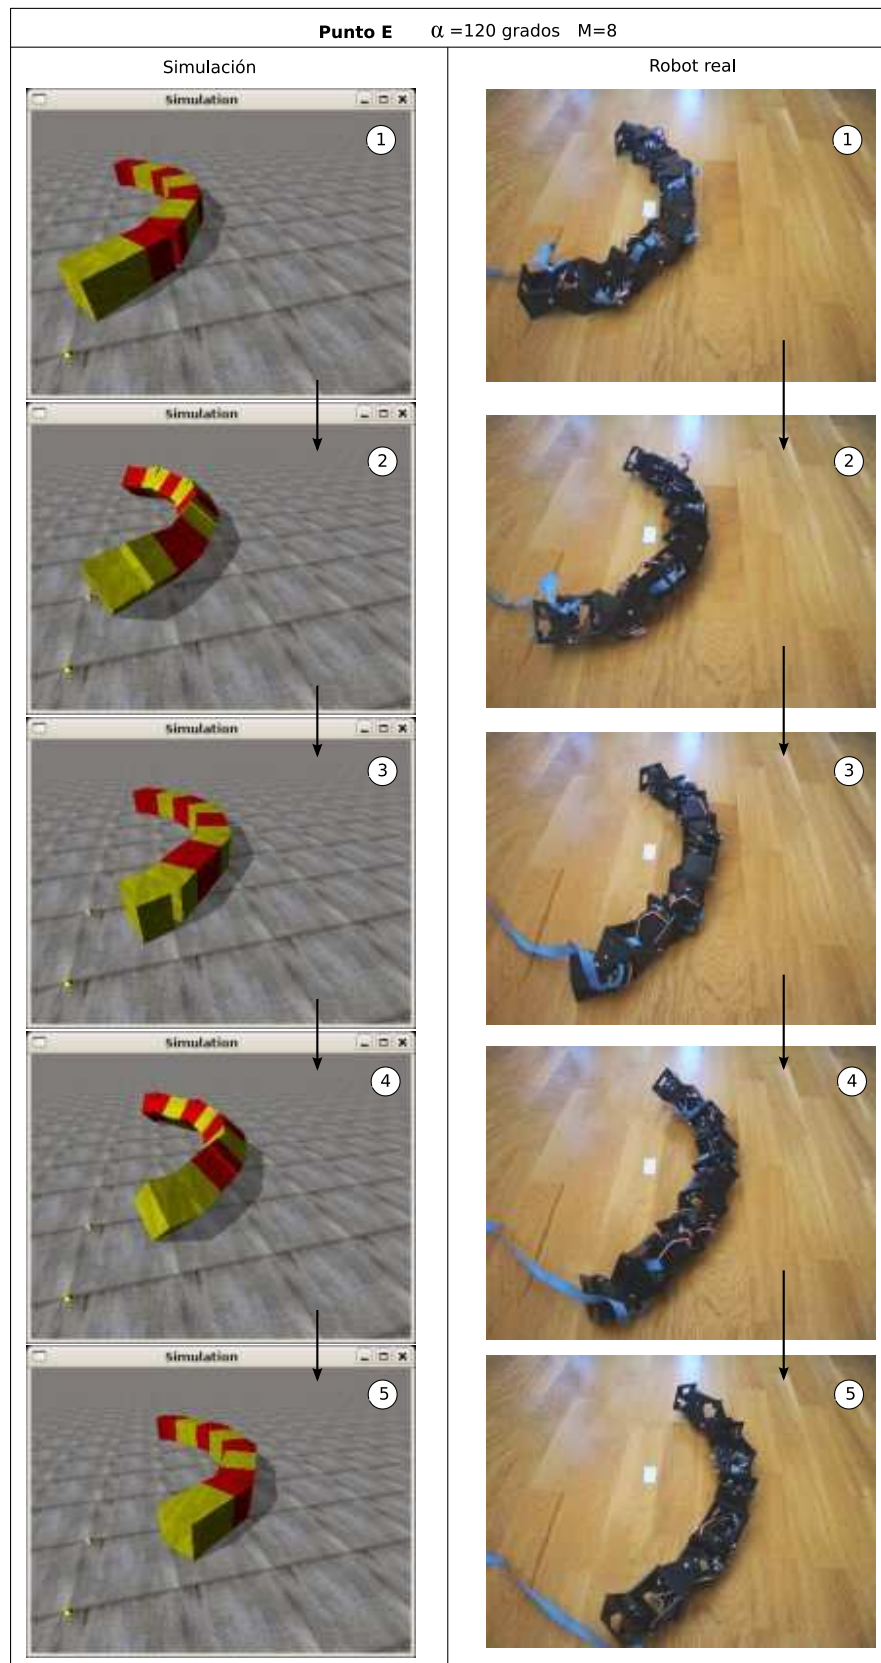 Punto E α =120 grados M=8
Simulación
Robot real
Simulation
1
1
Simulation
2
2
Simulation
3
3
Simulation
4
4
Simulation
5
5